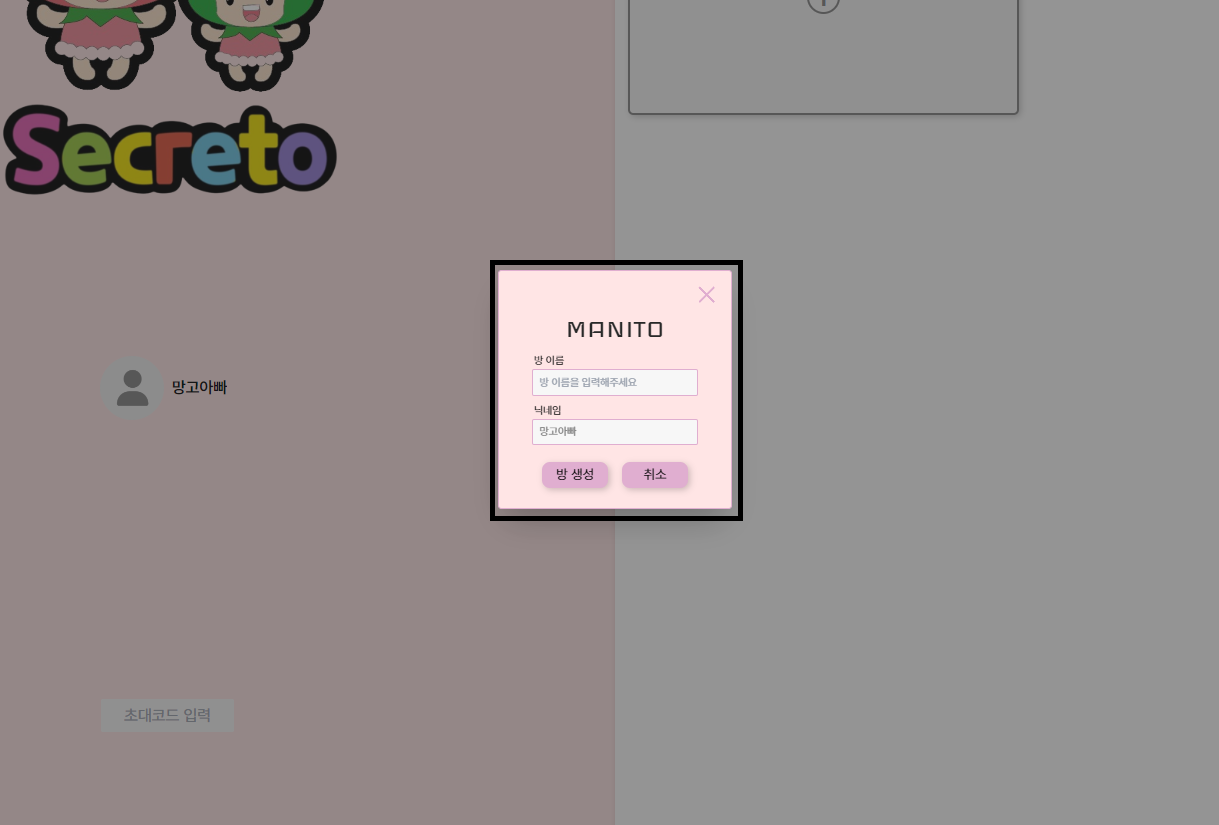 Secreto
망고아빠
초대코드 입력
MANITO
방 이름
방 이름을 입력해주세요
닉네임
망고아빠
방 생성
취소